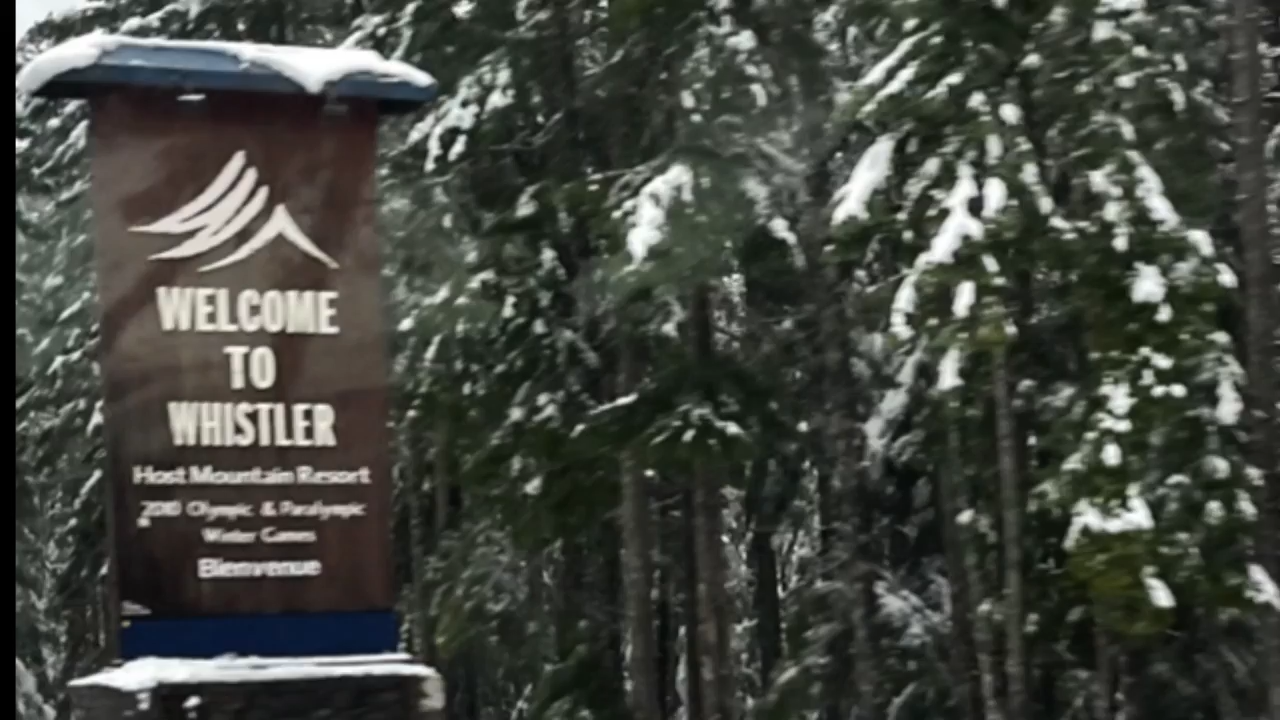 WELCOME
TO
WHISTLER
Host Mountain Resort
2010 Olympic & Paralympic
Winter Games
Bienvenue